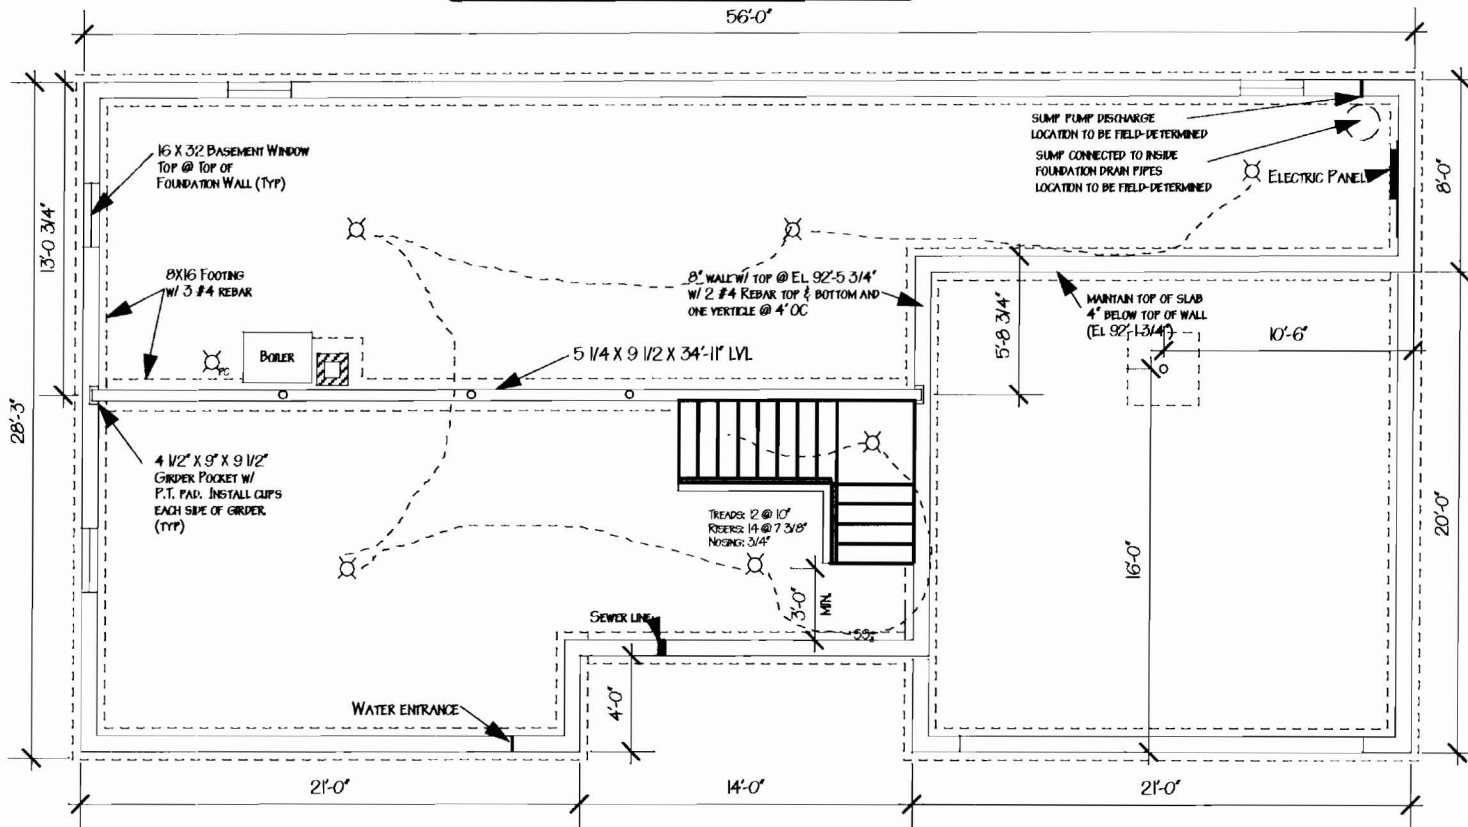 56'-0"
16 X 32 BASEMENT WINDOW
TOP @ TOP OF
FOUNDATION WALL (TYP)
SUMP PUMP DISCHARGE
LOCATION TO BE FIELD-DETERMINED
SUMP CONNECTED TO INSIDE
FOUNDATION DRAIN PIPES
LOCATION TO BE FIELD-DETERMINED
ELECTRIC PANEL
8'-0"
13'-0 3/4"
8X16 FOOTING
W/ 3 #4 REBAR
8" WALL W/ TOP @ EL 92'-5 3/4"
W/ 2 #4 REBAR TOP & BOTTOM AND
ONE VERTICLE @ 4' OC
MAINTAIN TOP OF SLAB
4" BELOW TOP OF WALL
(EL 92'-1 3/4")
5'-8 3/4"
10'-6"
BOILER
PC
5 1/4 X 9 1/2 X 34'-11" LVL
28'-3"
4 1/2" X 9" X 9 1/2"
GIRDER POCKET W/
P.T. PAD. INSTALL CLIPS
EACH SIDE OF GIRDER
(TYP)
TREADS: 12 @ 10"
RISERS: 14 @ 7 3/8"
NOSING: 3/4"
20'-0"
16'-0"
3'-0"
MIN.
SEWER LINE
4'-0"
WATER ENTRANCE
21'-0"
14'-0"
21'-0"